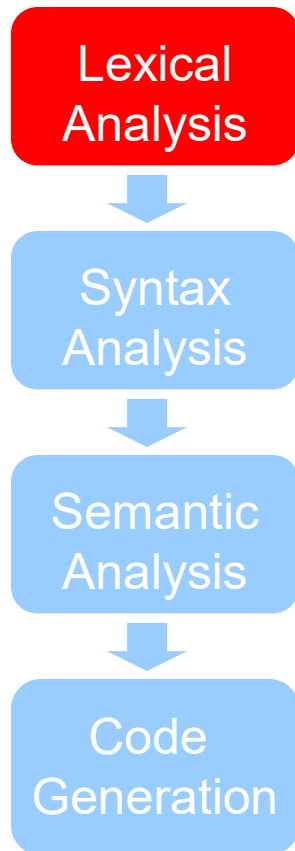 Lexical
Analysis
Syntax
Analysis
Semantic
Analysis
Code
Generation